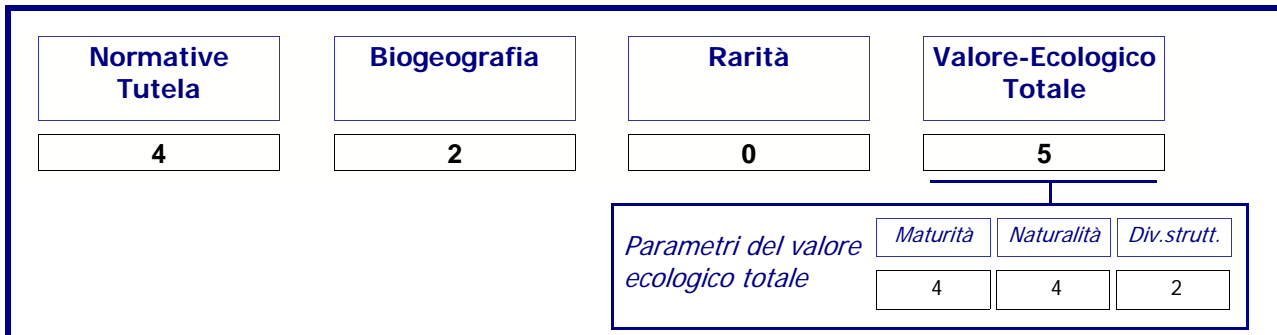 Normative
Tutela
Biogeografia
Rarità
Valore-Ecologico
Totale
4
2
0
5
Parametri del valore
ecologico totale
Maturità
Naturalità
Div.strutt.
4
4
2